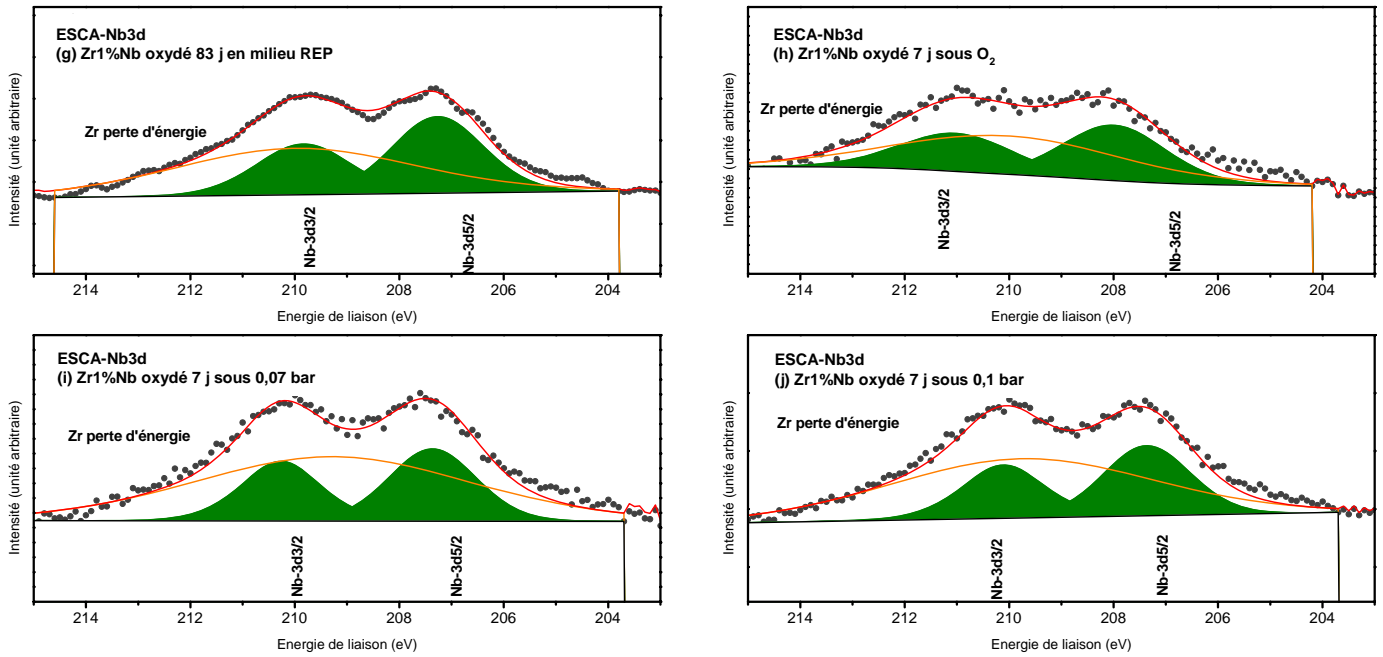 ESCA-Nb3d
(g) Zr1%Nb oxydé 83 j en milieu REP
Zr perte d'énergie
Intensité (unité arbitraire)
Nb-3d3/2
Nb-3d5/2
214 212 210 208 206 204
Energie de liaison (eV)
ESCA-Nb3d
(h) Zr1%Nb oxydé 7 j sous O2
Zr perte d'énergie
Intensité (unité arbitraire)
Nb-3d3/2
Nb-3d5/2
214 212 210 208 206 204
Energie de liaison (eV)
ESCA-Nb3d
(i) Zr1%Nb oxydé 7 j sous 0,07 bar
Zr perte d'énergie
Intensité (unité arbitraire)
Nb-3d3/2
Nb-3d5/2
214 212 210 208 206 204
Energie de liaison (eV)
ESCA-Nb3d
(j) Zr1%Nb oxydé 7 j sous 0,1 bar
Zr perte d'énergie
Intensité (unité arbitraire)
Nb-3d3/2
Nb-3d5/2
214 212 210 208 206 204
Energie de liaison (eV)